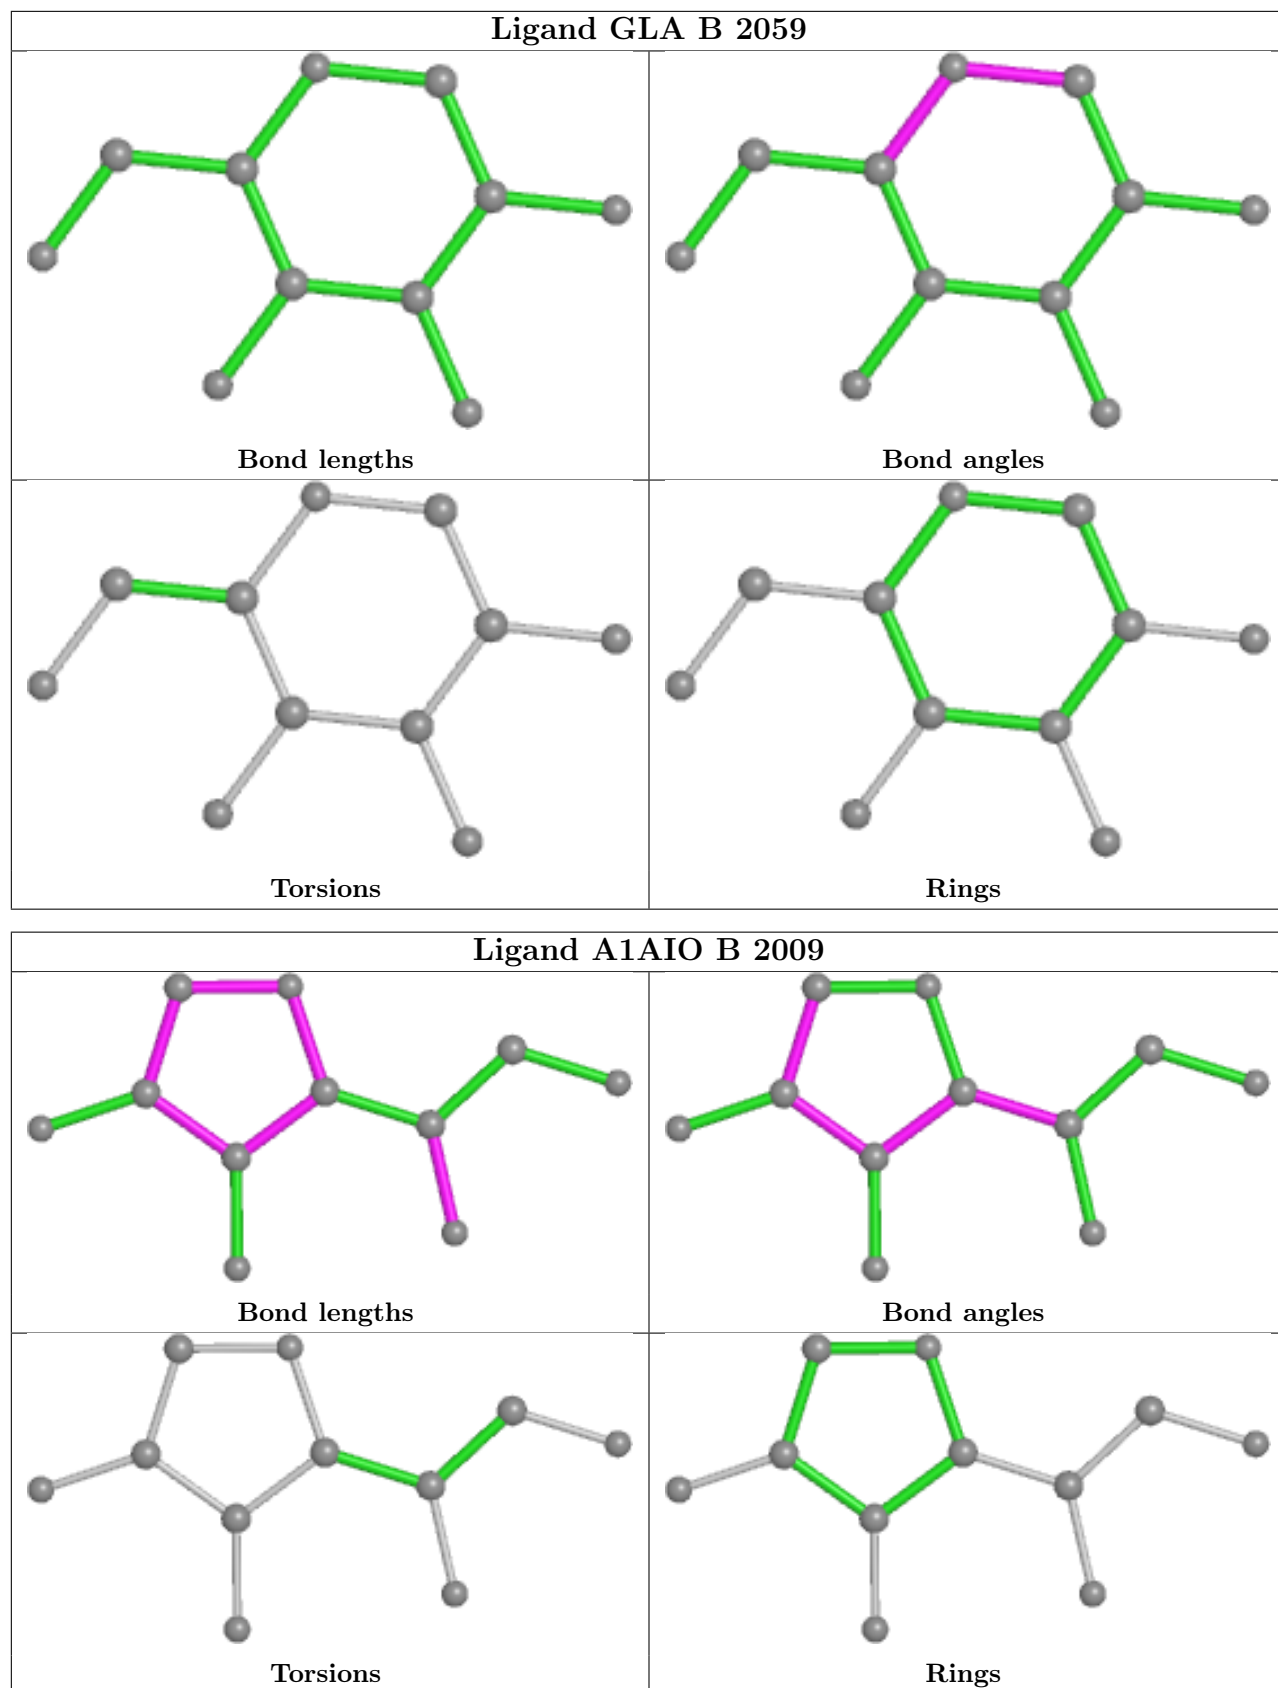 Ligand GLA B 2059
Bond lengths
Bond angles
Torsions
Rings
Ligand A1AIO B 2009
Bond lengths
Bond angles
Torsions
Rings